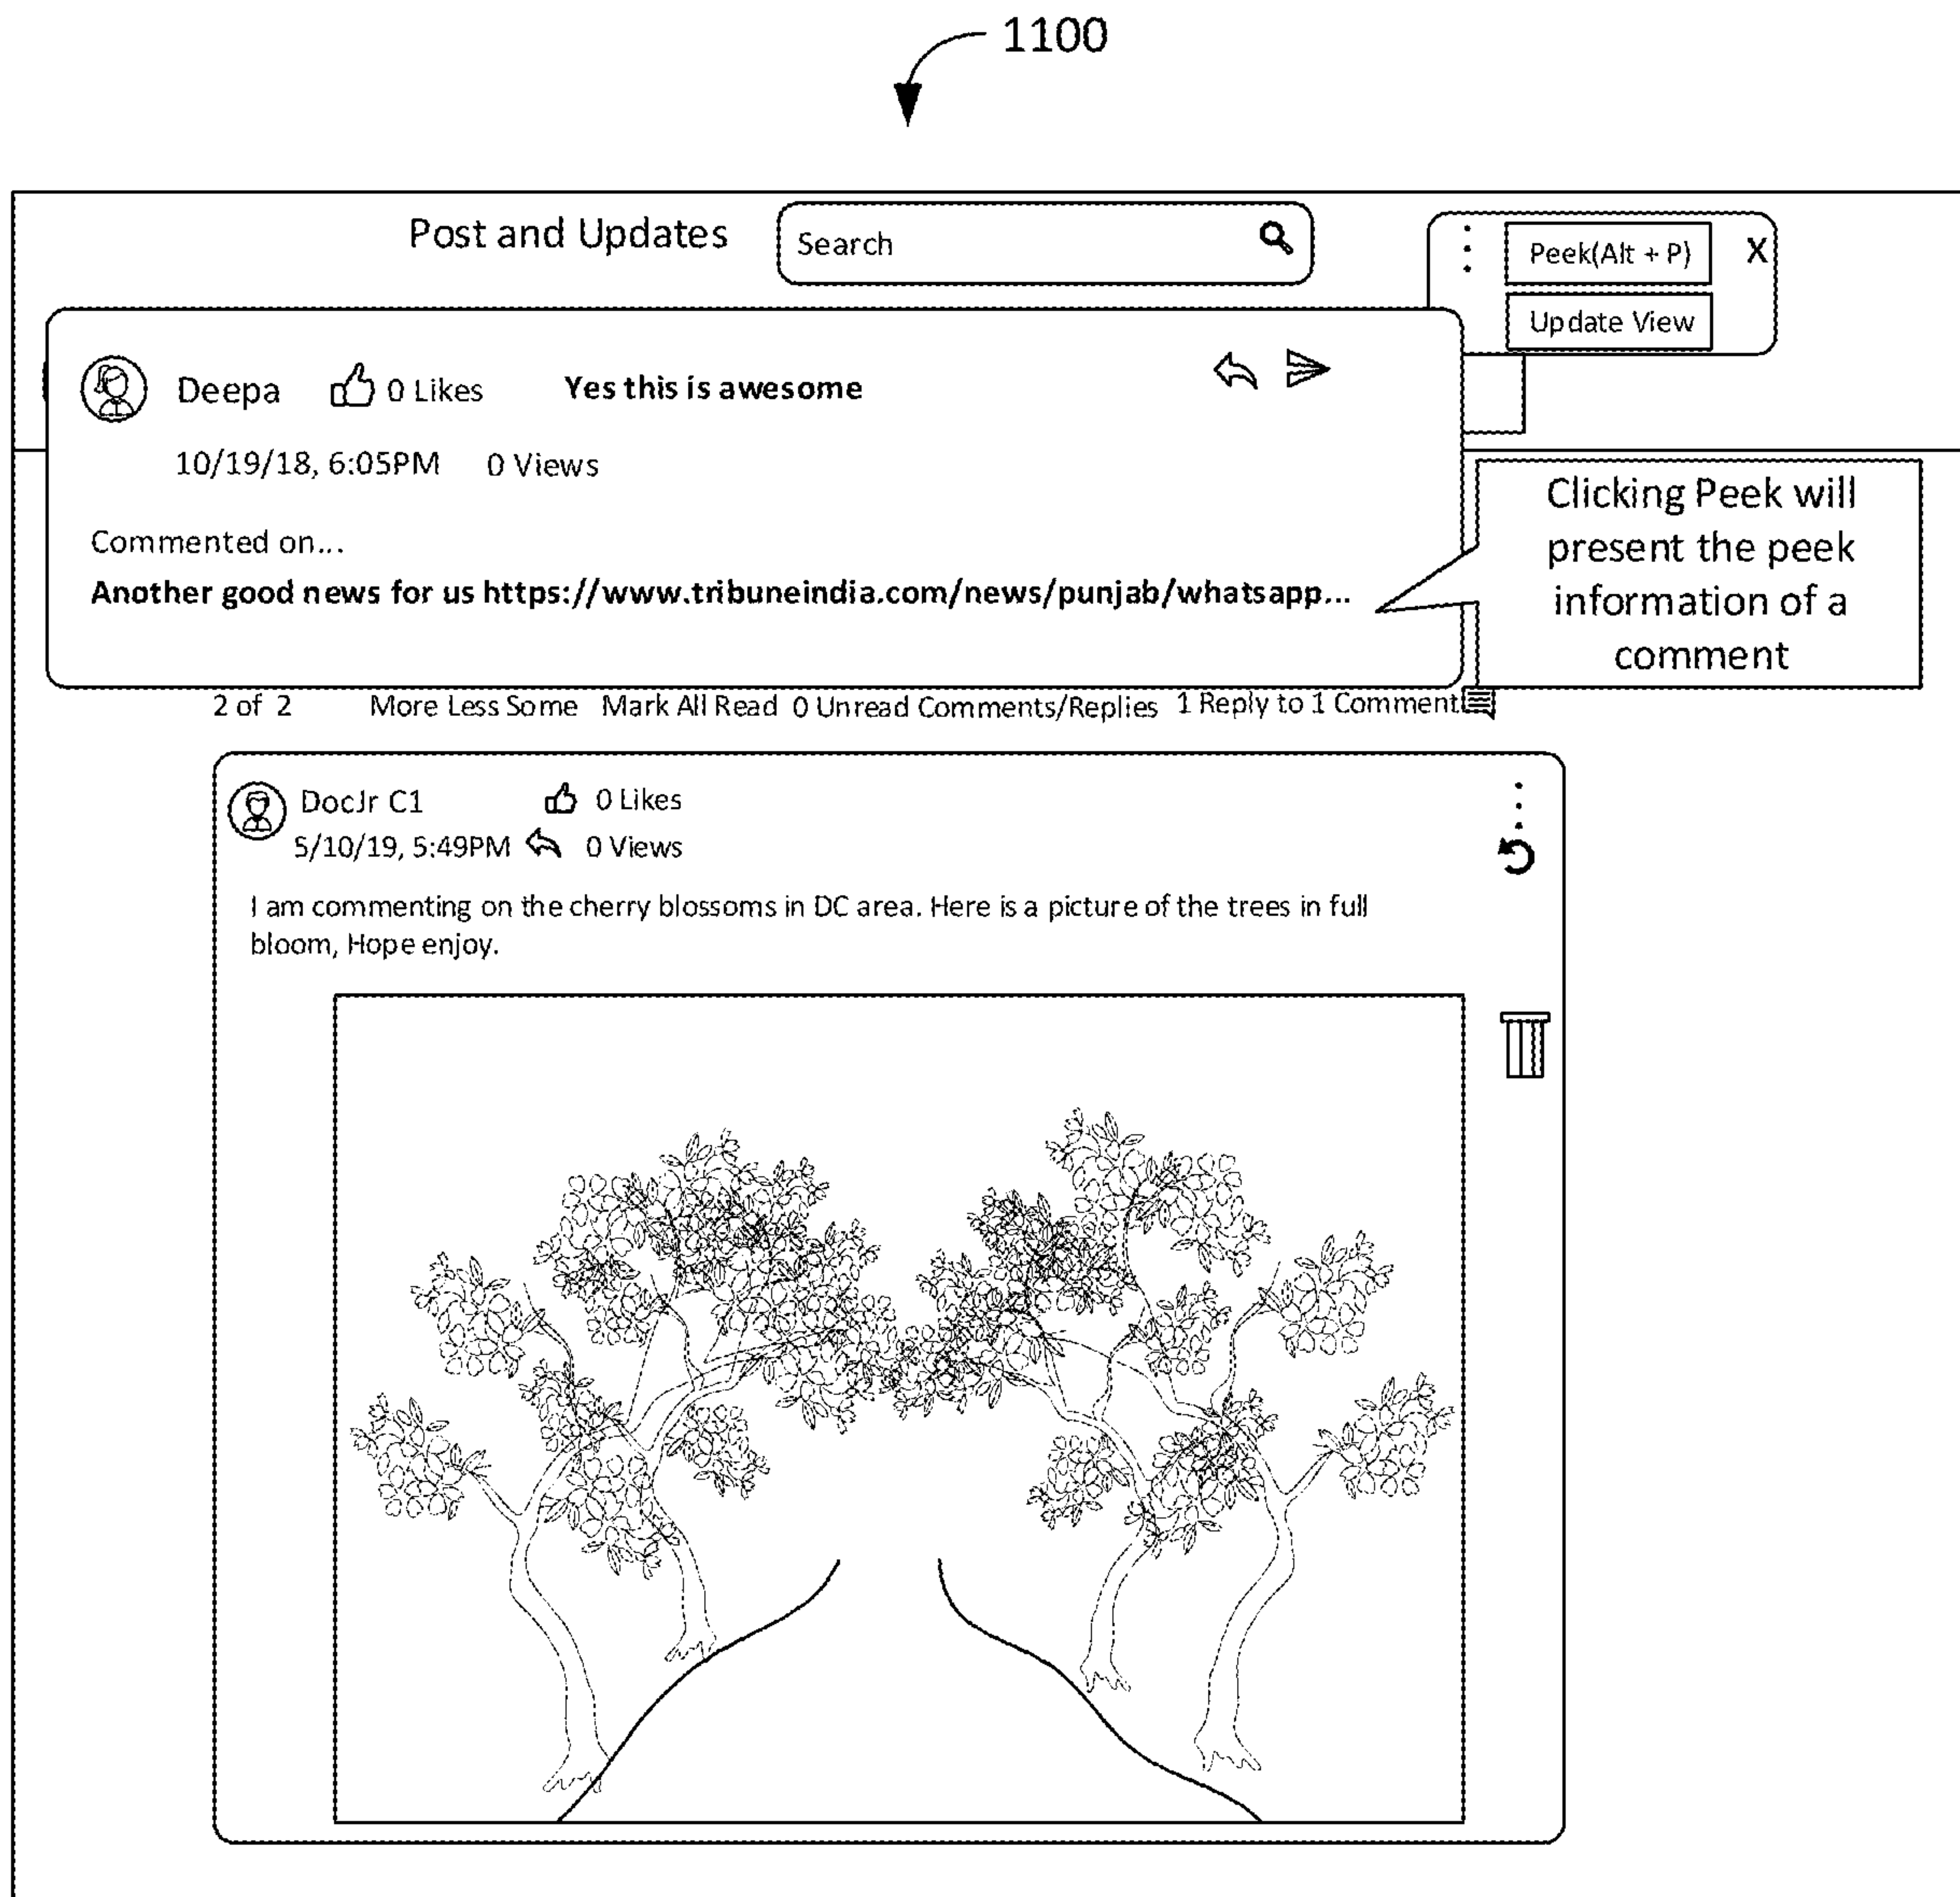 1100
Post and Updates
Search
Peek(Alt + P)
X
Update View
Deepa 0 Likes Yes this is awesome
10/19/18, 6:05PM 0 Views
Commented on...
Another good news for us https://www.tribuneindia.com/news/punjab/whatsapp...
Clicking Peek will
present the peek
information of a
comment
2 of 2 More Less Some Mark All Read 0 Unread Comments/Replies 1 Reply to 1 Comment
DocJr C1 0 Likes
5/10/19, 5:49PM 0 Views
I am commenting on the cherry blossoms in DC area. Here is a picture of the trees in full
bloom, Hope enjoy.